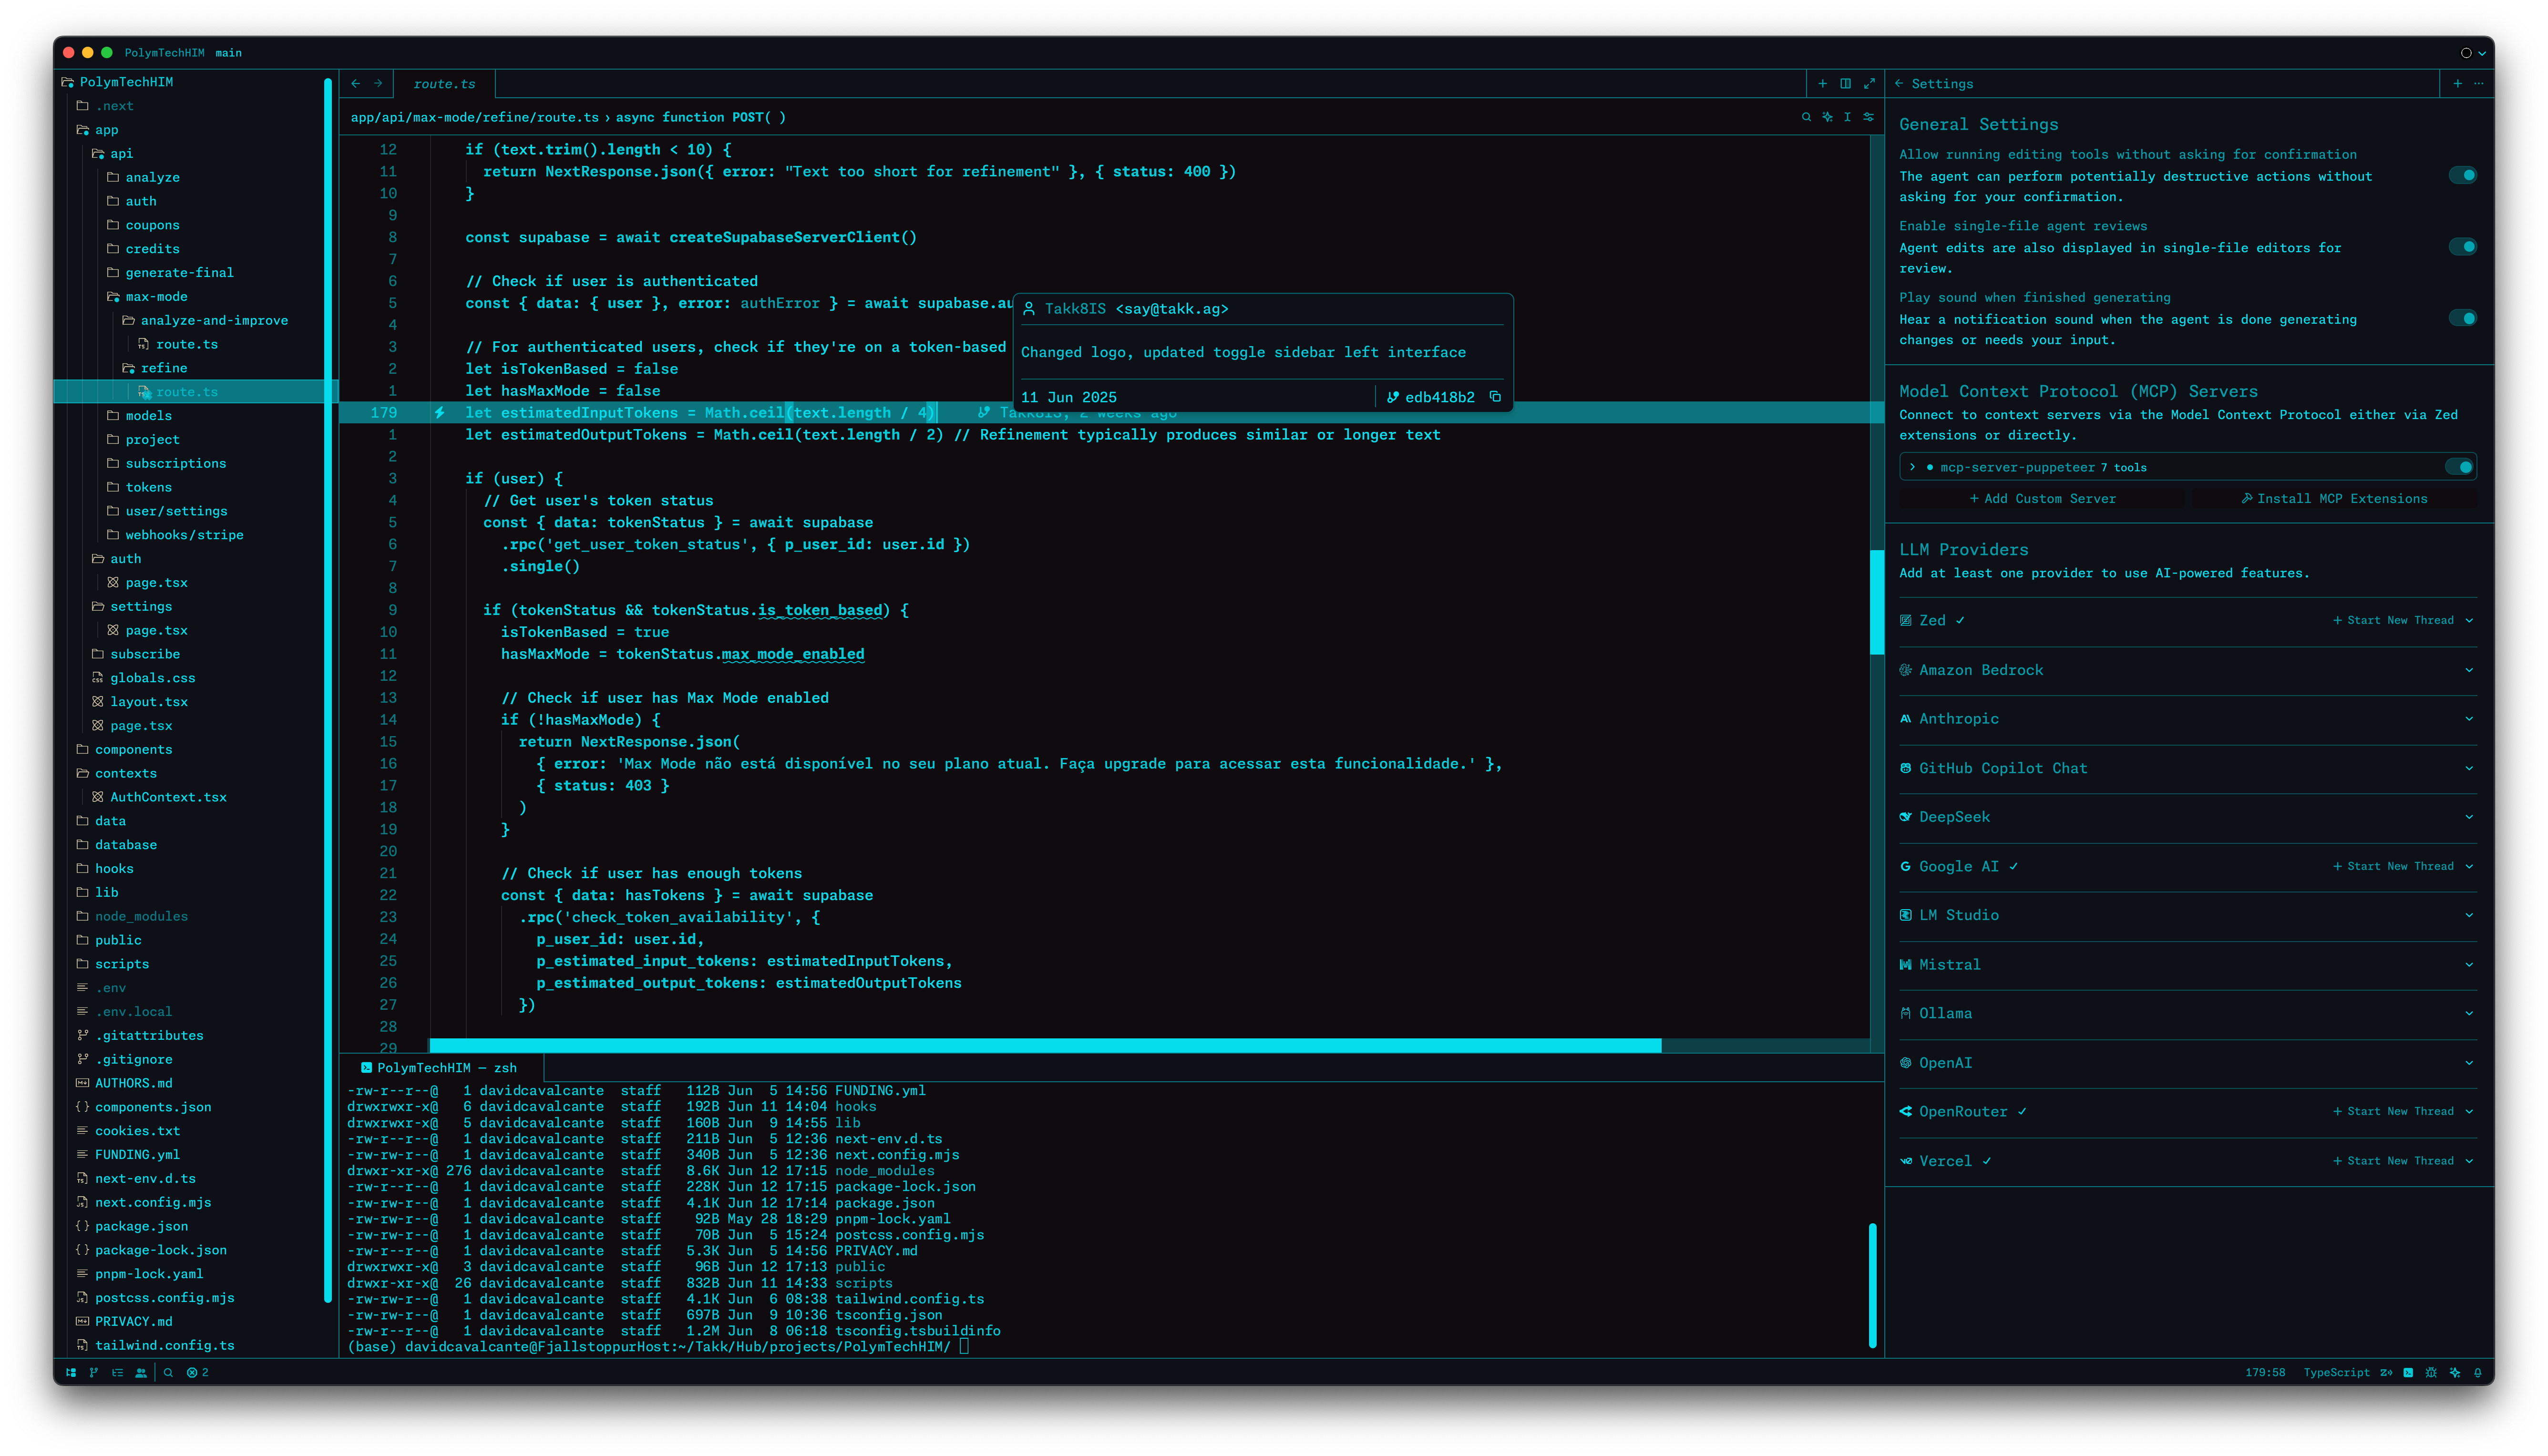 PolymTechHIM main
PolymTechHIM
.next
app
api
analyze
auth
coupons
credits
generate-final
max-mode
analyze-and-improve
route.ts
refine
route.ts
models
project
subscriptions
tokens
user/settings
webhooks/stripe
auth
page.tsx
settings
page.tsx
subscribe
globals.css
layout.tsx
page.tsx
components
contexts
AuthContext.tsx
data
database
hooks
lib
node_modules
public
scripts
.env
.env.local
.gitattributes
.gitignore
AUTHORS.md
components.json
cookies.txt
FUNDING.yml
next-env.d.ts
next.config.mjs
package.json
package-lock.json
pnpm-lock.yaml
postcss.config.mjs
PRIVACY.md
tailwind.config.ts
route.ts
app/api/max-mode/refine/route.ts › async function POST( )
12 if (text.trim().length < 10) {
11 return NextResponse.json({ error: "Text too short for refinement" }, { status: 400 })
10 }
9
8 const supabase = await createSupabaseServerClient()
7
6 // Check if user is authenticated
5 const { data: { user }, error: authError } = await supabase.au
4
3 // For authenticated users, check if they're on a token-based
2 let isTokenBased = false
1 let hasMaxMode = false
179 let estimatedInputTokens = Math.ceil(text.length / 4) Takk8IS, 2 weeks ago
1 let estimatedOutputTokens = Math.ceil(text.length / 2) // Refinement typically produces similar or longer text
2
3 if (user) {
4 // Get user's token status
5 const { data: tokenStatus } = await supabase
6 .rpc('get_user_token_status', { p_user_id: user.id })
7 .single()
8
9 if (tokenStatus && tokenStatus.is_token_based) {
10 isTokenBased = true
11 hasMaxMode = tokenStatus.max_mode_enabled
12
13 // Check if user has Max Mode enabled
14 if (!hasMaxMode) {
15 return NextResponse.json(
16 { error: 'Max Mode não está disponível no seu plano atual. Faça upgrade para acessar esta funcionalidade.' },
17 { status: 403 }
18 )
19 }
20
21 // Check if user has enough tokens
22 const { data: hasTokens } = await supabase
23 .rpc('check_token_availability', {
24 p_user_id: user.id,
25 p_estimated_input_tokens: estimatedInputTokens,
26 p_estimated_output_tokens: estimatedOutputTokens
27 })
28
29
Takk8IS <say@takk.ag>
Changed logo, updated toggle sidebar left interface
11 Jun 2025 edb418b2
PolymTechHIM — zsh
-rw-r--r--@ 1 davidcavalcante staff 112B Jun 5 14:56 FUNDING.yml
drwxrwxr-x@ 6 davidcavalcante staff 192B Jun 11 14:04 hooks
drwxrwxr-x@ 5 davidcavalcante staff 160B Jun 9 14:55 lib
-rw-r--r--@ 1 davidcavalcante staff 211B Jun 5 12:36 next-env.d.ts
-rw-rw-r--@ 1 davidcavalcante staff 340B Jun 5 12:36 next.config.mjs
drwxr-xr-x@ 276 davidcavalcante staff 8.6K Jun 12 17:15 node_modules
-rw-r--r--@ 1 davidcavalcante staff 228K Jun 12 17:15 package-lock.json
-rw-rw-r--@ 1 davidcavalcante staff 4.1K Jun 12 17:14 package.json
-rw-rw-r--@ 1 davidcavalcante staff 92B May 28 18:29 pnpm-lock.yaml
-rw-rw-r--@ 1 davidcavalcante staff 70B Jun 5 15:24 postcss.config.mjs
-rw-r--r--@ 1 davidcavalcante staff 5.3K Jun 5 14:56 PRIVACY.md
drwxrwxr-x@ 3 davidcavalcante staff 96B Jun 12 17:13 public
drwxr-xr-x@ 26 davidcavalcante staff 832B Jun 11 14:33 scripts
-rw-rw-r--@ 1 davidcavalcante staff 4.1K Jun 6 08:38 tailwind.config.ts
-rw-rw-r--@ 1 davidcavalcante staff 697B Jun 9 10:36 tsconfig.json
-rw-r--r--@ 1 davidcavalcante staff 1.2M Jun 8 06:18 tsconfig.tsbuildinfo
(base) davidcavalcante@FjallstoppurHost:~/Takk/Hub/projects/PolymTechHIM/
Settings
General Settings
Allow running editing tools without asking for confirmation
The agent can perform potentially destructive actions without
asking for your confirmation.
Enable single-file agent reviews
Agent edits are also displayed in single-file editors for
review.
Play sound when finished generating
Hear a notification sound when the agent is done generating
changes or needs your input.
Model Context Protocol (MCP) Servers
Connect to context servers via the Model Context Protocol either via Zed
extensions or directly.
mcp-server-puppeteer 7 tools
+ Add Custom Server Install MCP Extensions
LLM Providers
Add at least one provider to use AI-powered features.
Zed ✓ + Start New Thread
Amazon Bedrock
Anthropic
GitHub Copilot Chat
DeepSeek
Google AI ✓ + Start New Thread
LM Studio
Mistral
Ollama
OpenAI
OpenRouter ✓ + Start New Thread
Vercel ✓ + Start New Thread
2 179:58 TypeScript